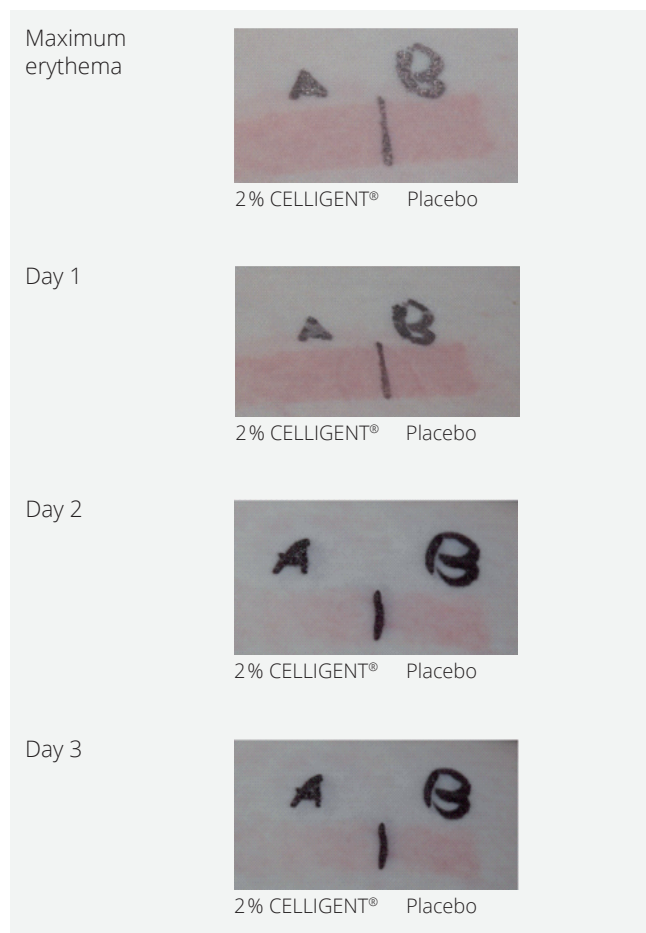 Maximum
erythema
A B
2% CELLIGENT® Placebo
Day 1
A B
2% CELLIGENT® Placebo
Day 2
A B
2% CELLIGENT® Placebo
Day 3
A B
2% CELLIGENT® Placebo